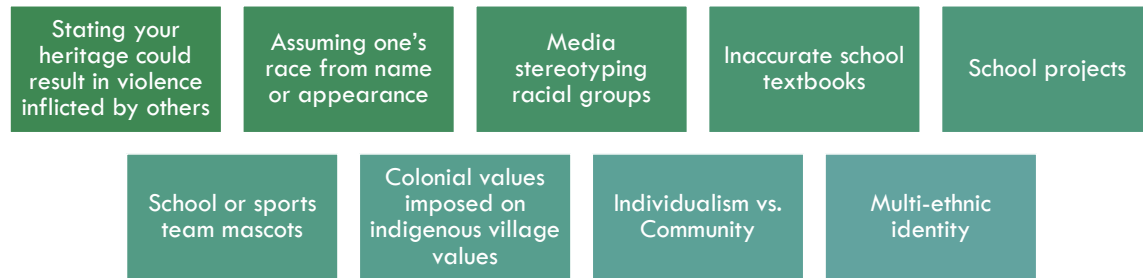 Stating your
heritage could
result in violence
inflicted by others
Assuming one's
race from name
or appearance
Media
stereotyping
racial groups
Inaccurate school
textbooks
School projects
School or sports
team mascots
Colonial values
imposed on
indigenous village
values
Individualism vs.
Community
Multi-ethnic
identity